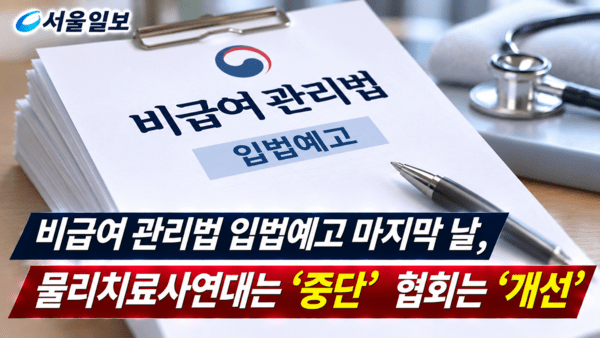 서울일보
비급여 관리법
입법예고
비급여 관리법 입법예고 마지막 날,
물리치료사연대는 ‘중단’ 협회는 ‘개선’